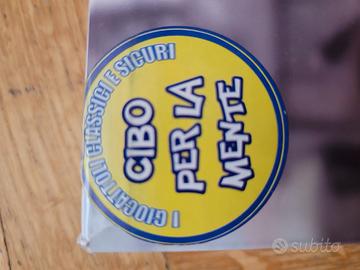 I GIOCATTOLI CLASSICI E SICURI
CIBO
PER LA
MENTE
subito